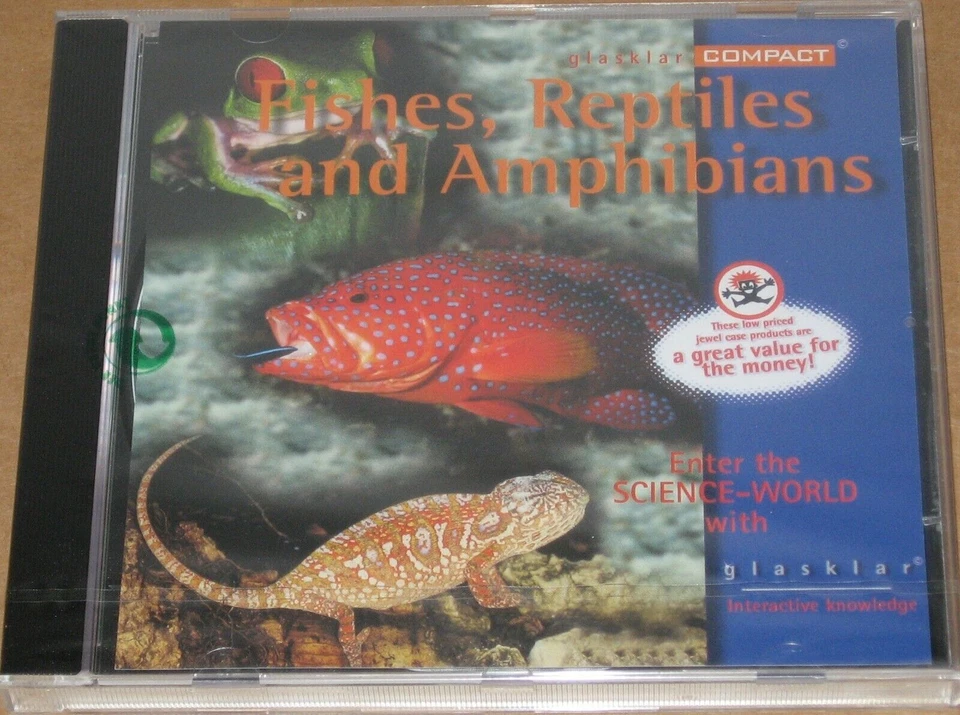 glasklar COMPACT ©
Fishes, Reptiles
and Amphibians
These low priced
jewel case products are
a great value for
the money!
Enter the
SCIENCE-WORLD
with
glasklar©
Interactive knowledge